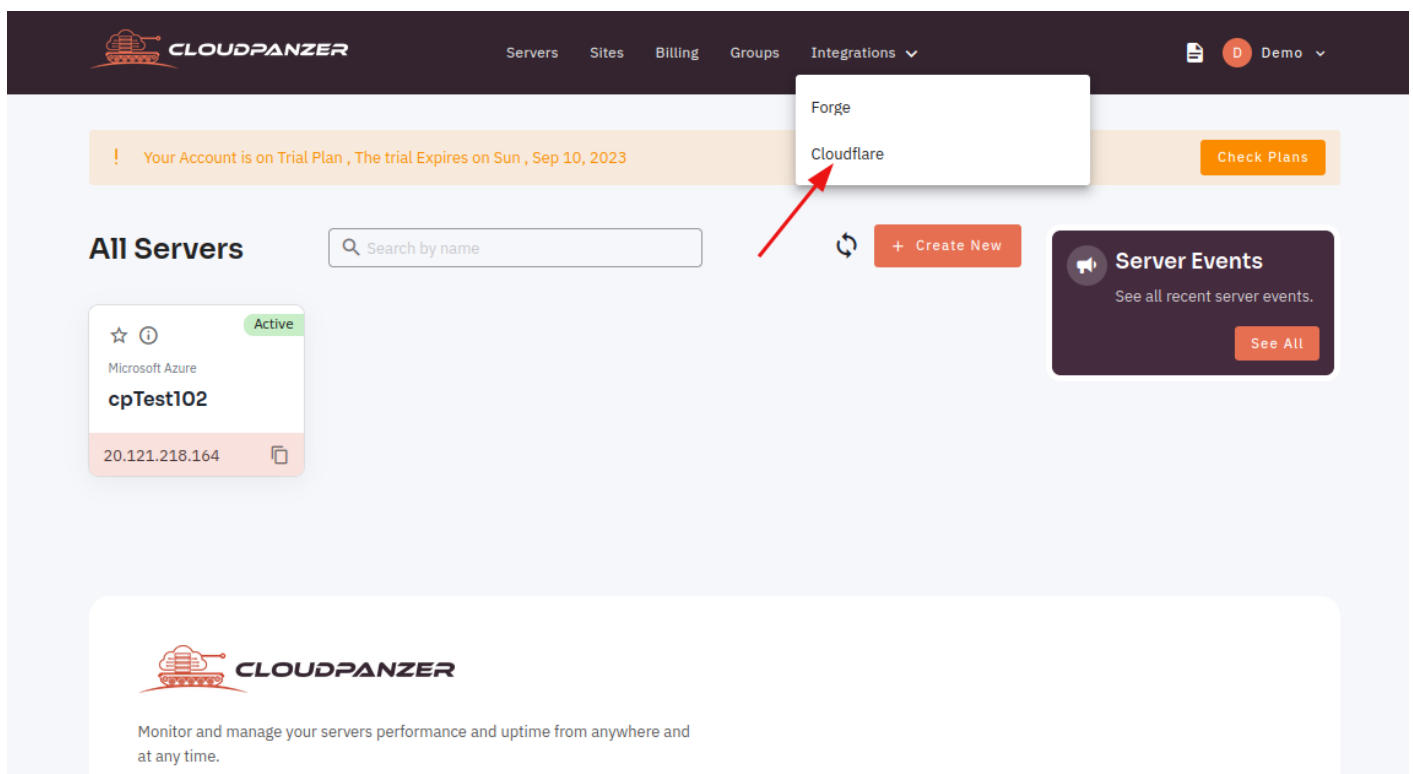 CLOUDPANZER
Servers Sites Billing Groups Integrations
D Demo
Forge
Cloudflare
! Your Account is on Trial Plan , The trial Expires on Sun , Sep 10, 2023
Check Plans
All Servers
Search by name
+ Create New
Server Events
See all recent server events.
See All
Active
Microsoft Azure
cpTest102
20.121.218.164
CLOUDPANZER
Monitor and manage your servers performance and uptime from anywhere and
at any time.